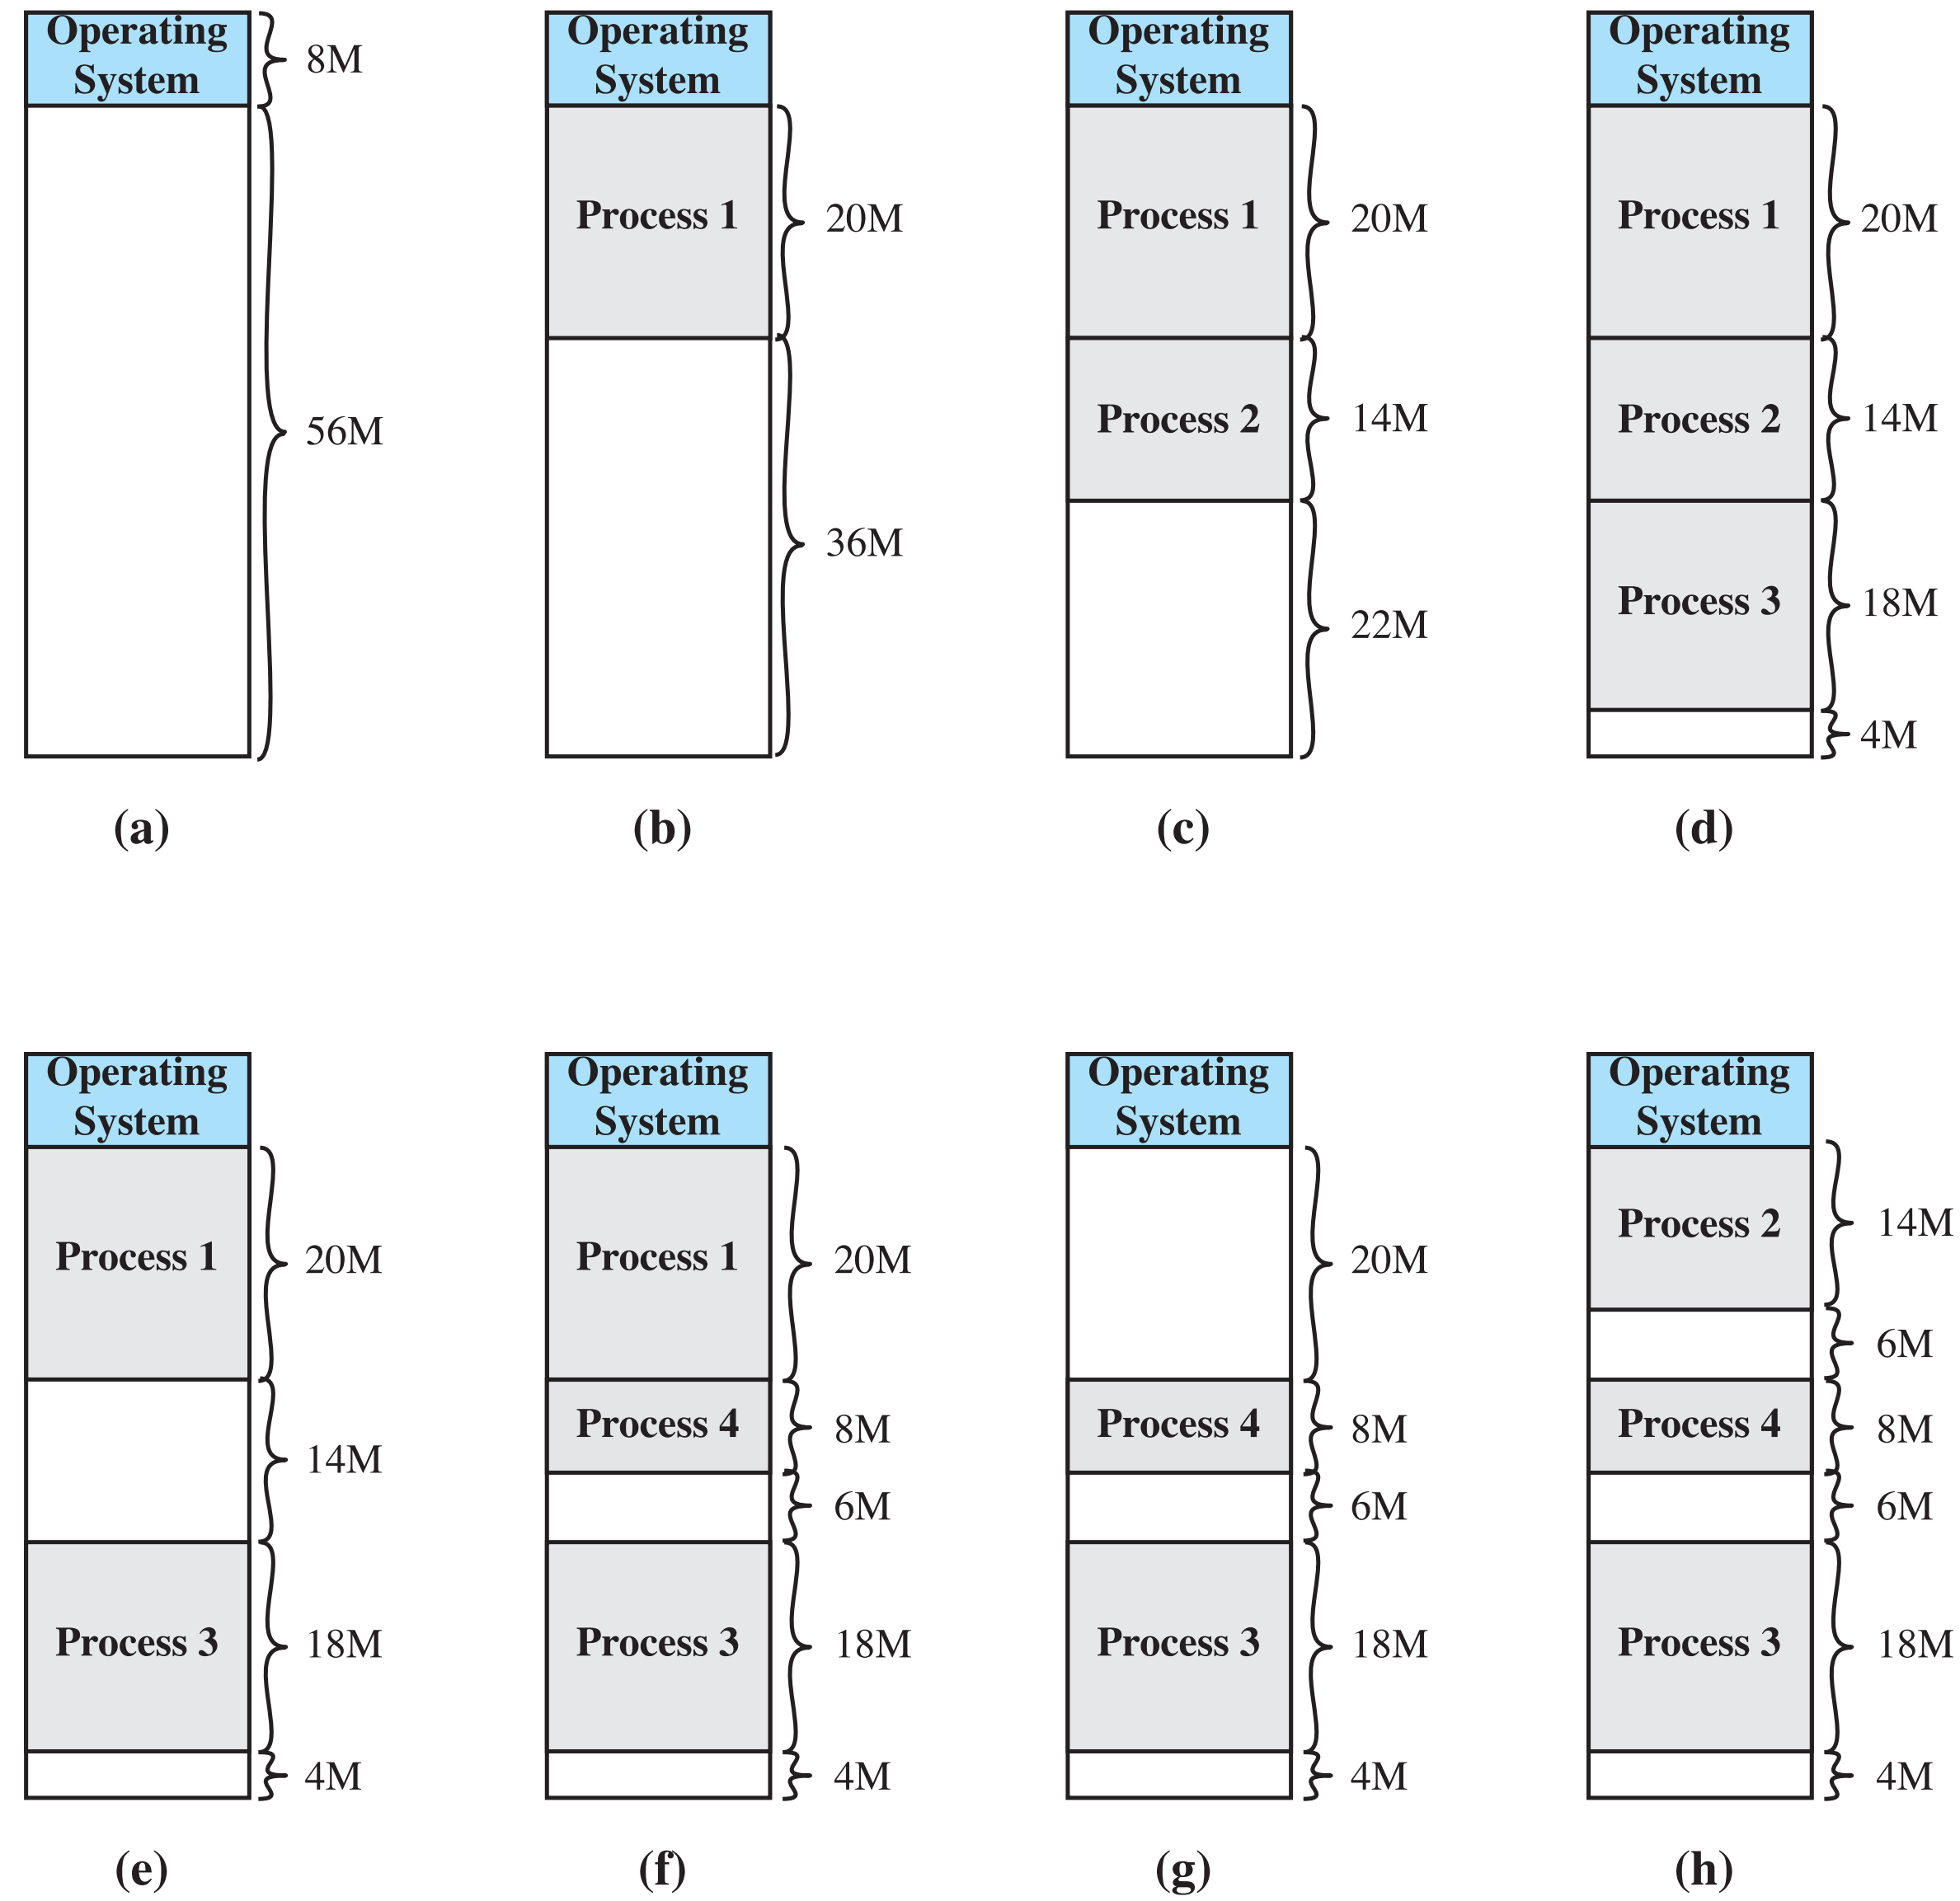 Operating
System
8M
56M
(a)
Operating
System
Process 1
20M
36M
(b)
Operating
System
Process 1
20M
Process 2
14M
22M
(c)
Operating
System
Process 1
20M
Process 2
14M
Process 3
18M
4M
(d)
Operating
System
Process 1
20M
14M
Process 3
18M
4M
(e)
Operating
System
Process 1
20M
Process 4
8M
6M
Process 3
18M
4M
(f)
Operating
System
20M
Process 4
8M
6M
Process 3
18M
4M
(g)
Operating
System
Process 2
14M
6M
Process 4
8M
6M
Process 3
18M
4M
(h)